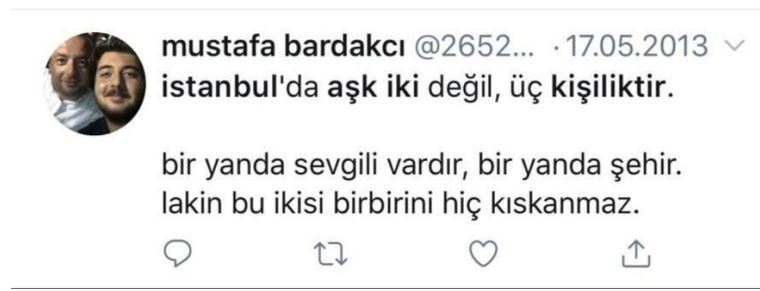 mustafa bardakcı @2652... · 17.05.2013
istanbul'da aşk iki değil, üç kişiliktir.
bir yanda sevgili vardır, bir yanda şehir.
lakin bu ikisi birbirini hiç kıskanmaz.